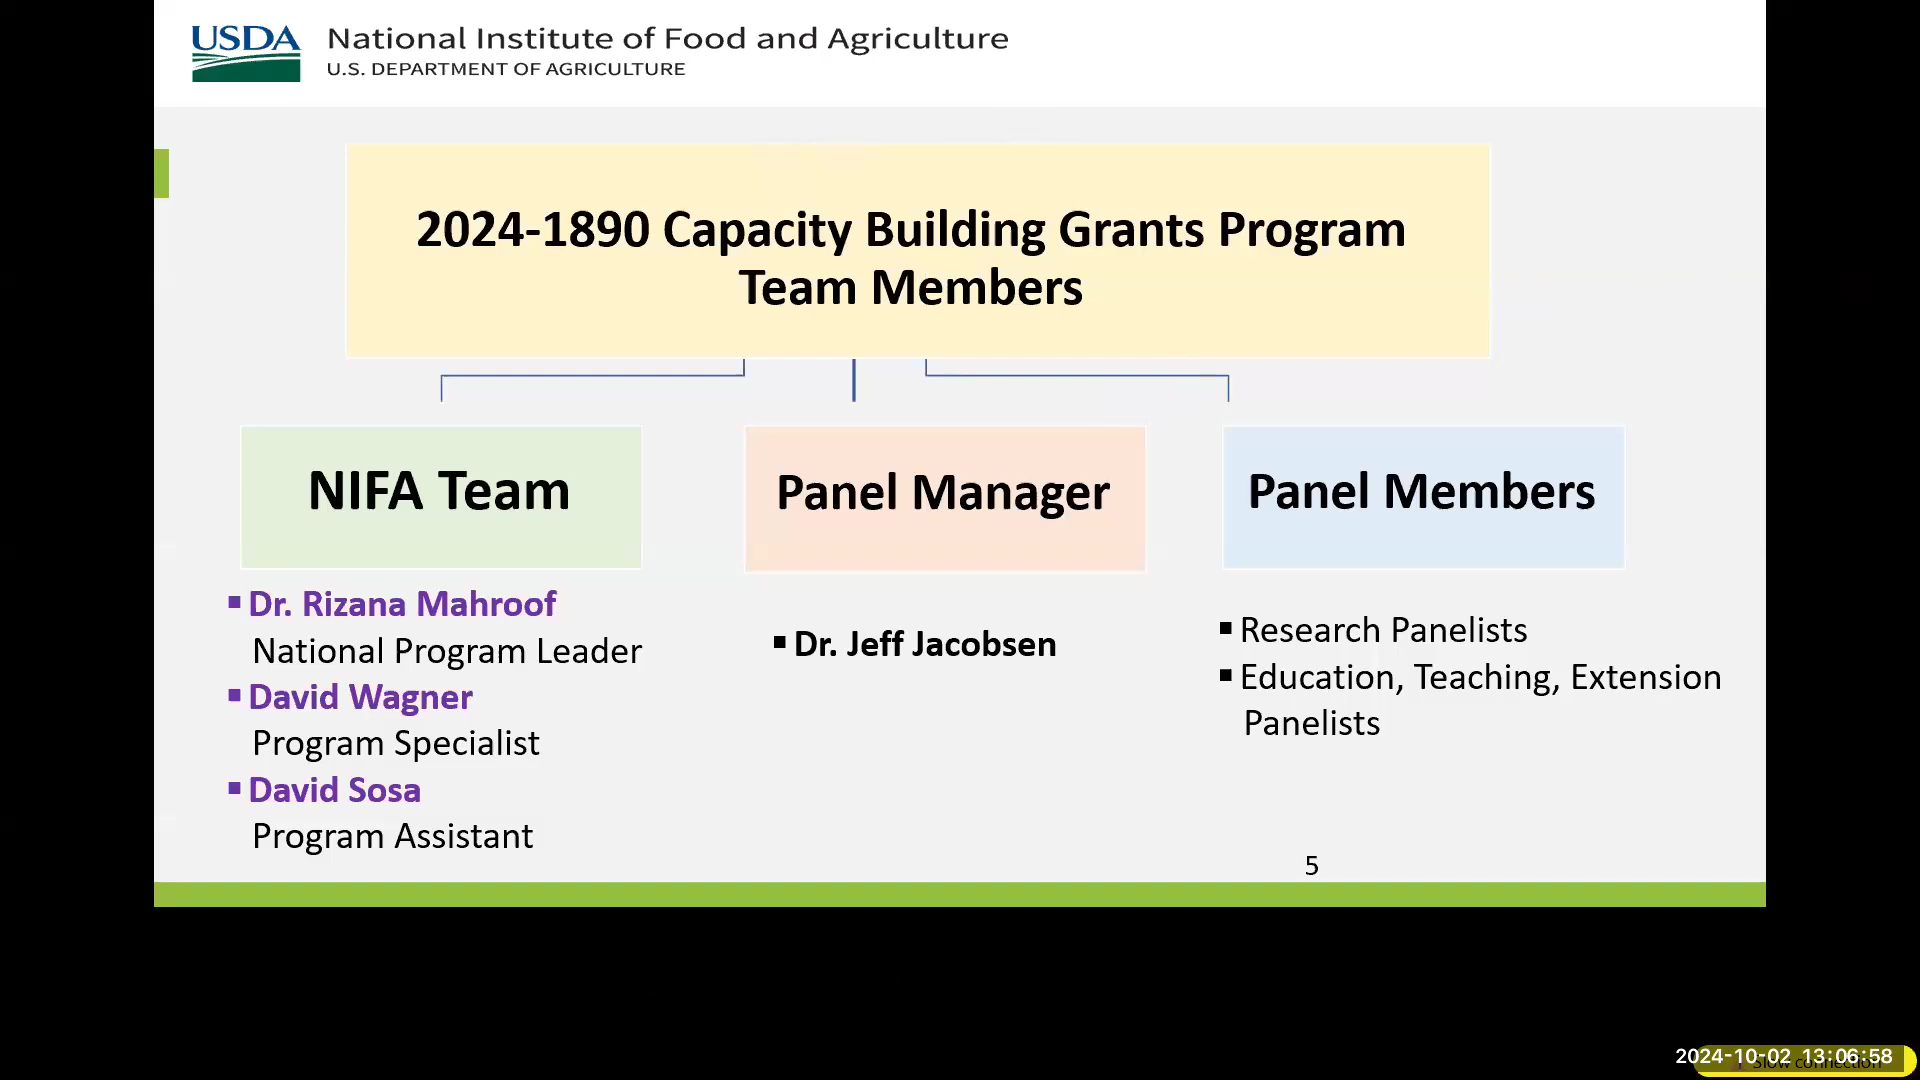 USDA
National Institute of Food and Agriculture
U.S. DEPARTMENT OF AGRICULTURE
2024-1890 Capacity Building Grants Program
Team Members
NIFA Team
Panel Manager
Panel Members
▪ Dr. Rizana Mahroof
National Program Leader
▪ David Wagner
Program Specialist
▪ David Sosa
Program Assistant
▪ Dr. Jeff Jacobsen
▪ Research Panelists
▪ Education, Teaching, Extension
Panelists
5
2024-10-02 13:06:58
Slow connection